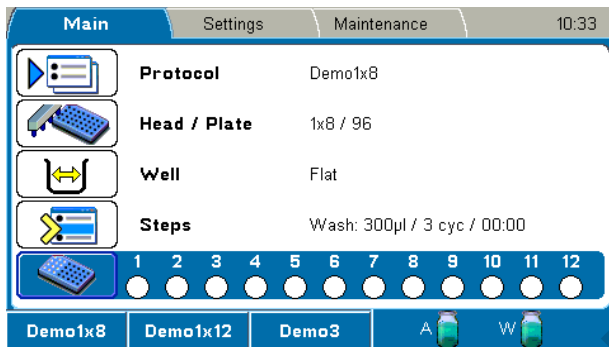 Main Settings Maintenance 10:33
Protocol Demo1x8
Head / Plate 1x8 / 96
Well Flat
Steps Wash: 300µl / 3 cyc / 00:00
1 2 3 4 5 6 7 8 9 10 11 12
Demo1x8 Demo1x12 Demo3 A W